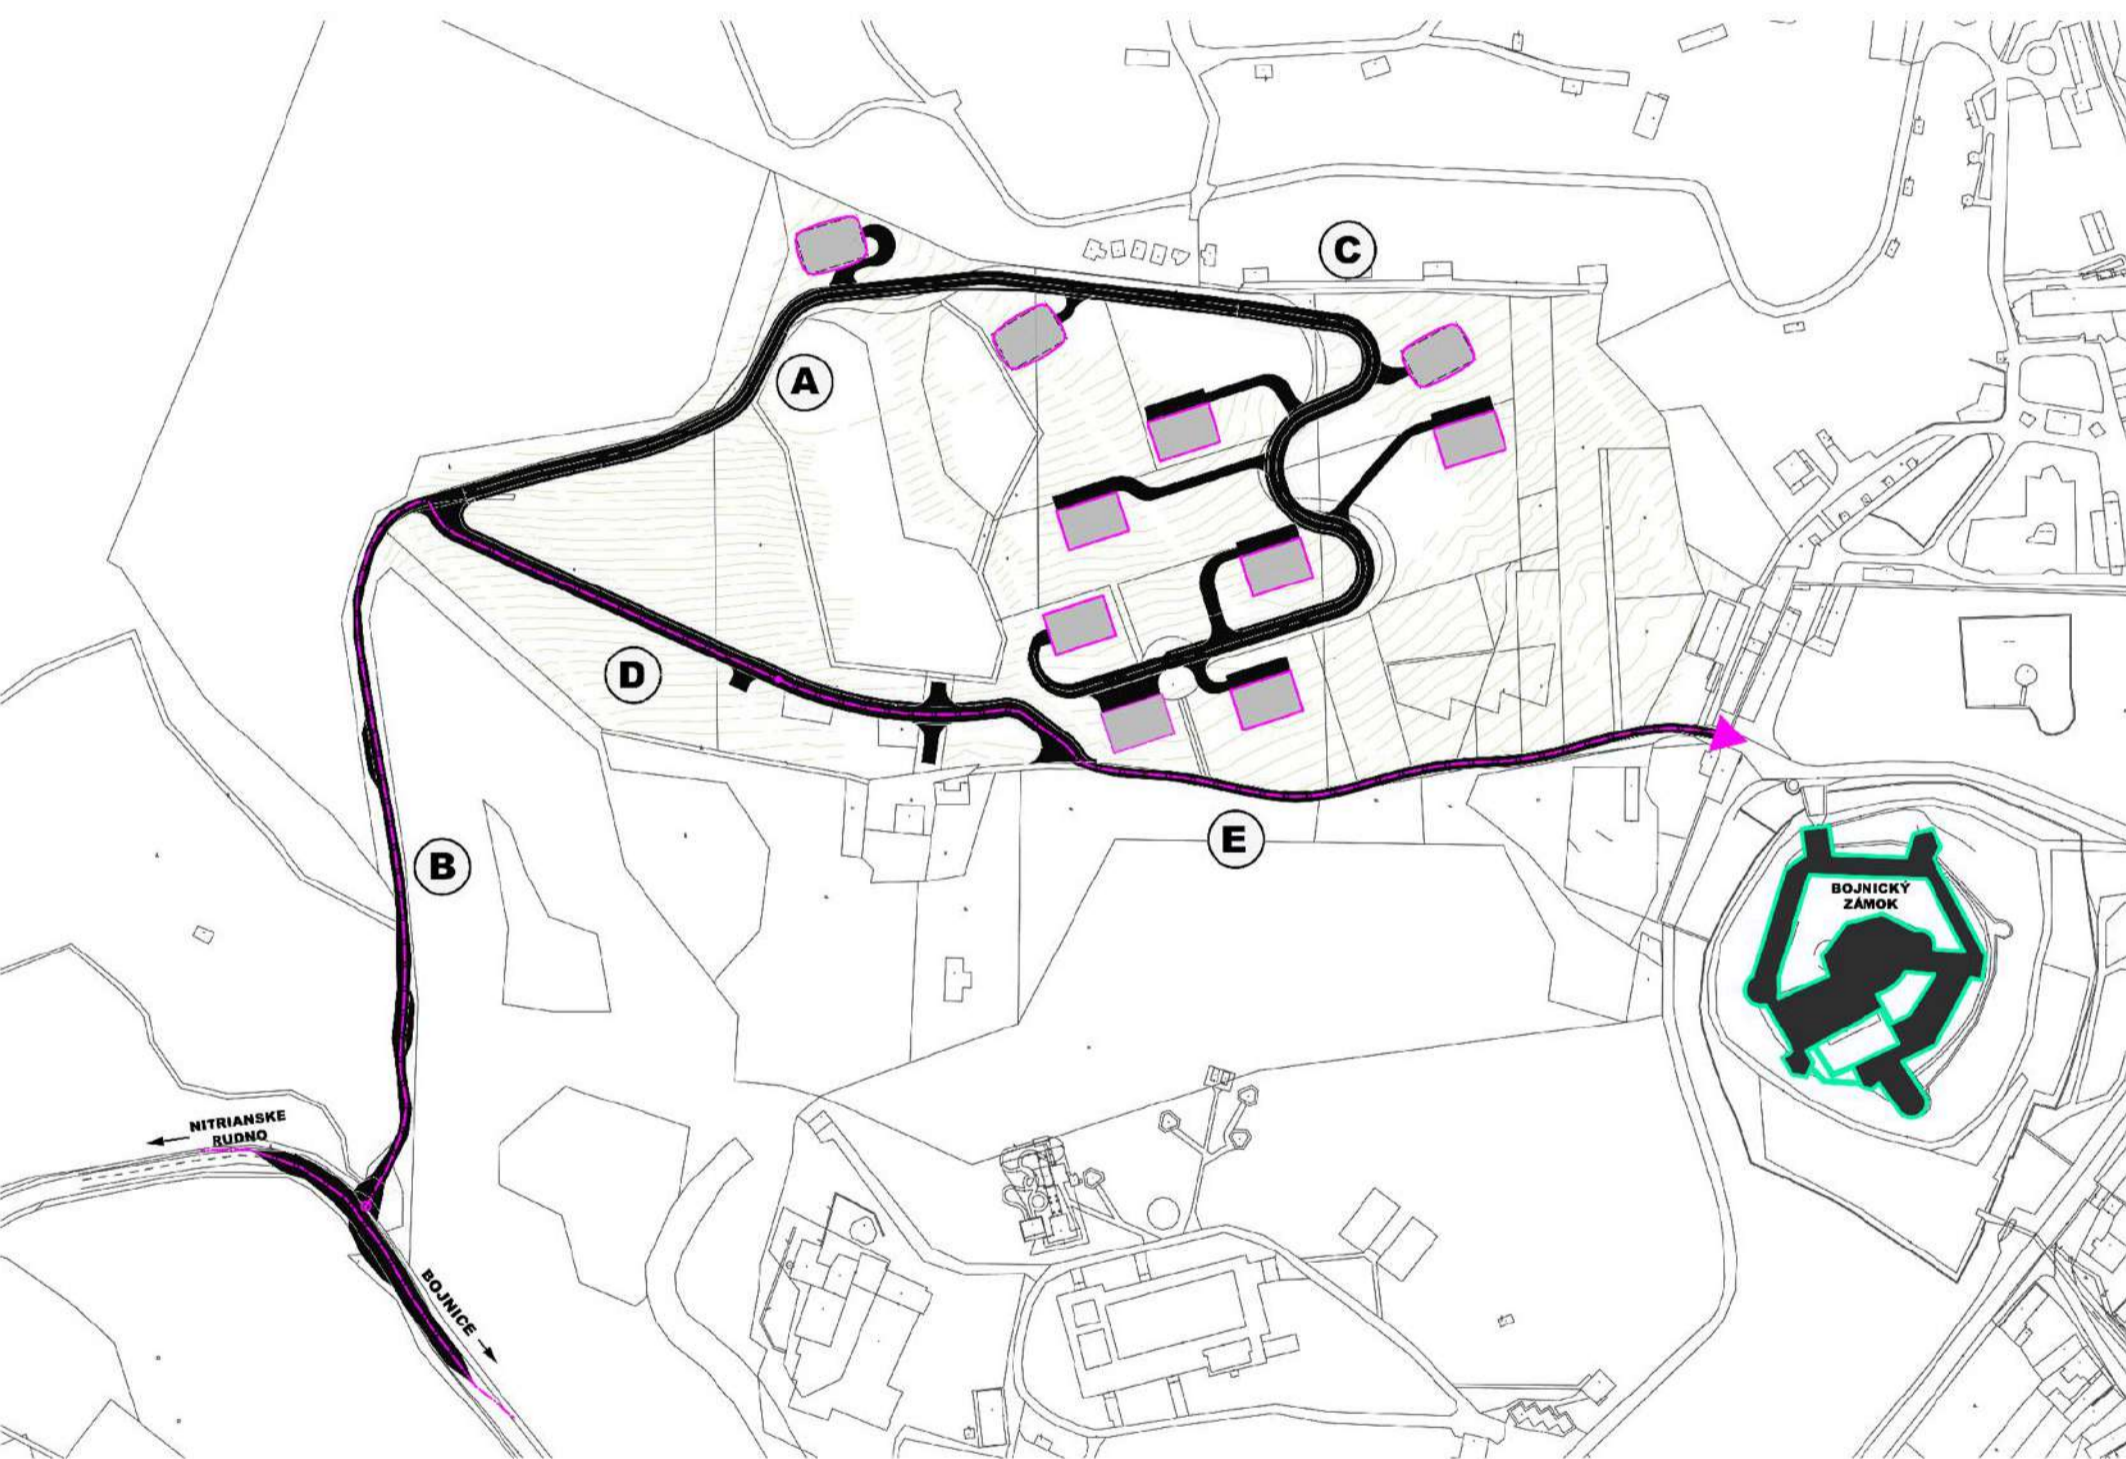 C
A
D
B
E
BOJNICKÝ
ZÁMOK
NITRIANSKE
RUDNO
BOJNICE